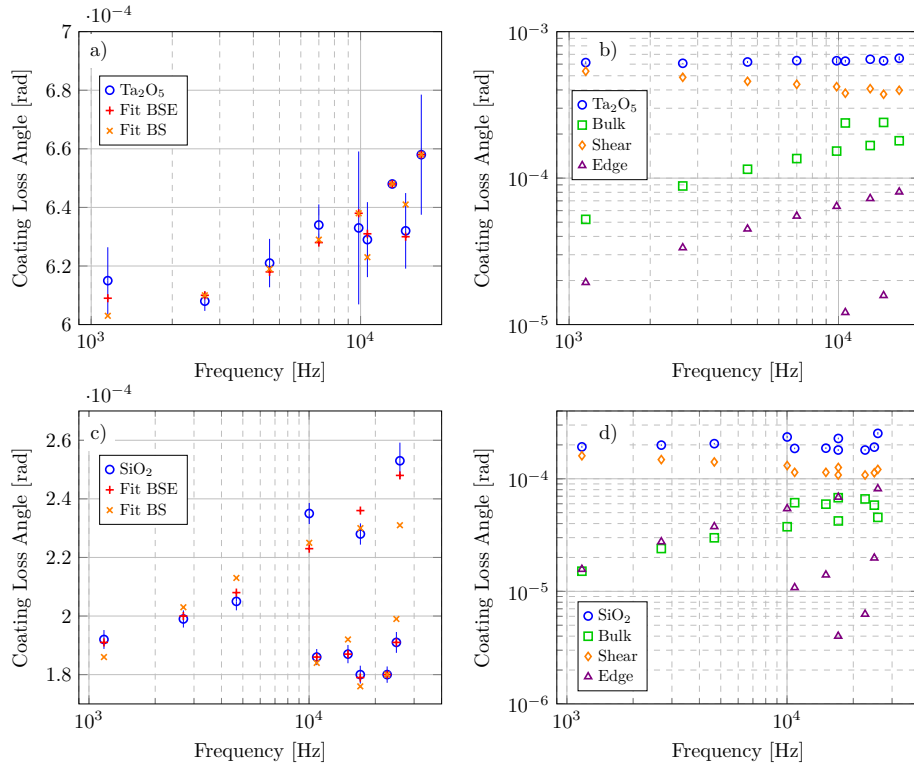 ·10⁻⁴
7
6.8
6.6
6.4
6.2
6
10³
10⁴
Frequency [Hz]
Coating Loss Angle [rad]
a)
Ta₂O₅
Fit BSE
Fit BS
10⁻³
10⁻⁴
10⁻⁵
10³
10⁴
Frequency [Hz]
Coating Loss Angle [rad]
b)
Ta₂O₅
Bulk
Shear
Edge
·10⁻⁴
2.6
2.4
2.2
2
1.8
10³
10⁴
Frequency [Hz]
Coating Loss Angle [rad]
c)
SiO₂
Fit BSE
Fit BS
10⁻⁴
10⁻⁵
10⁻⁶
10³
10⁴
Frequency [Hz]
Coating Loss Angle [rad]
d)
SiO₂
Bulk
Shear
Edge